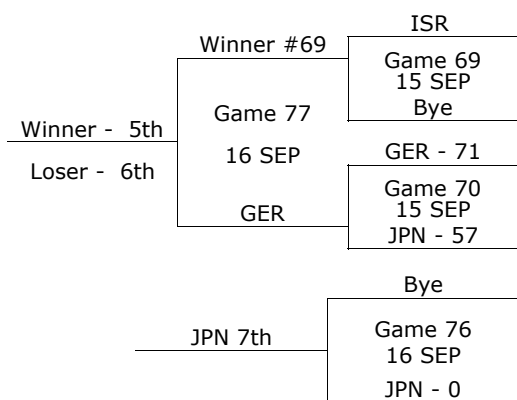 ISR
Winner #69
Game 69
15 SEP
Bye
Game 77
16 SEP
Winner - 5th
Loser - 6th
GER - 71
Game 70
15 SEP
GER
JPN - 57
Bye
JPN 7th
Game 76
16 SEP
JPN - 0